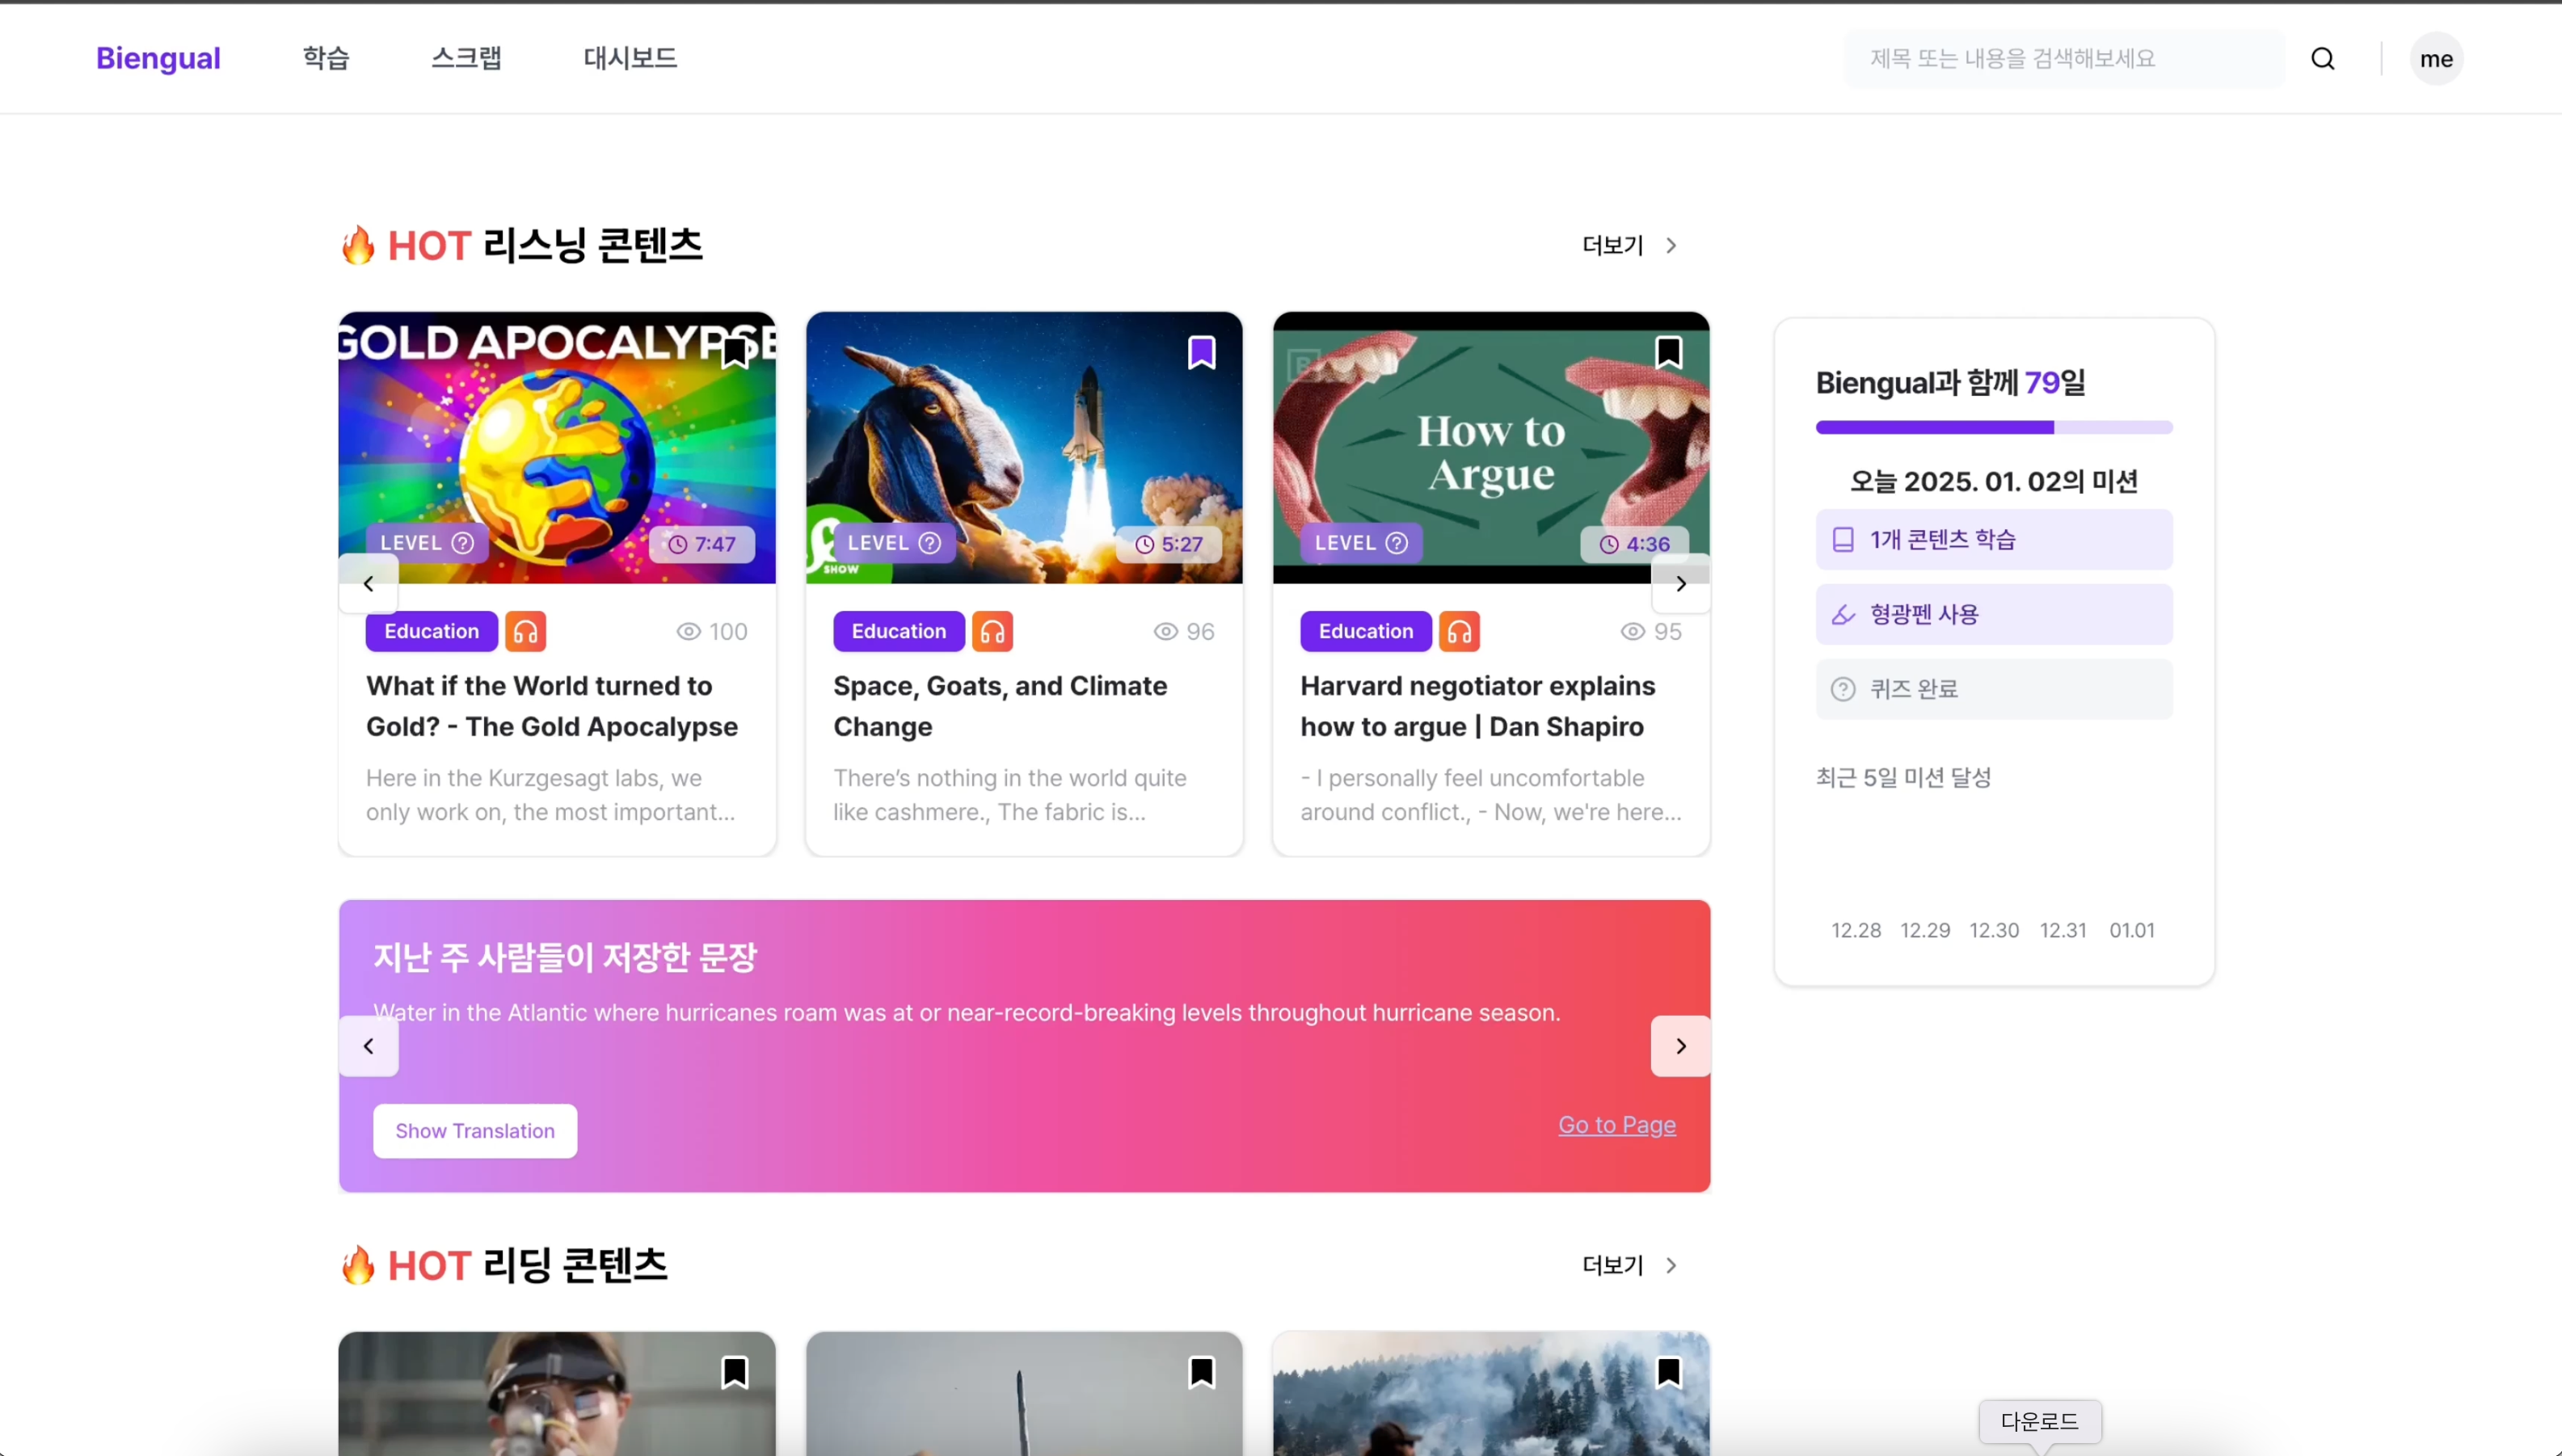 Biengual
학습
스크랩
대시보드
제목 또는 내용을 검색해보세요
me
🔥 HOT 리스닝 콘텐츠
더보기
GOLD APOCALYPSE
LEVEL
7:47
Education
100
What if the World turned to
Gold? - The Gold Apocalypse
Here in the Kurzgesagt labs, we
only work on, the most important...
SHOW
LEVEL
5:27
Education
96
Space, Goats, and Climate
Change
There's nothing in the world quite
like cashmere., The fabric is...
B
How to
Argue
LEVEL
4:36
Education
95
Harvard negotiator explains
how to argue | Dan Shapiro
- I personally feel uncomfortable
around conflict., - Now, we're here...
Biengual과 함께 79일
오늘 2025. 01. 02의 미션
1개 콘텐츠 학습
형광펜 사용
퀴즈 완료
최근 5일 미션 달성
12.28 12.29 12.30 12.31 01.01
지난 주 사람들이 저장한 문장
Water in the Atlantic where hurricanes roam was at or near-record-breaking levels throughout hurricane season.
Show Translation
Go to Page
🔥 HOT 리딩 콘텐츠
더보기
다운로드